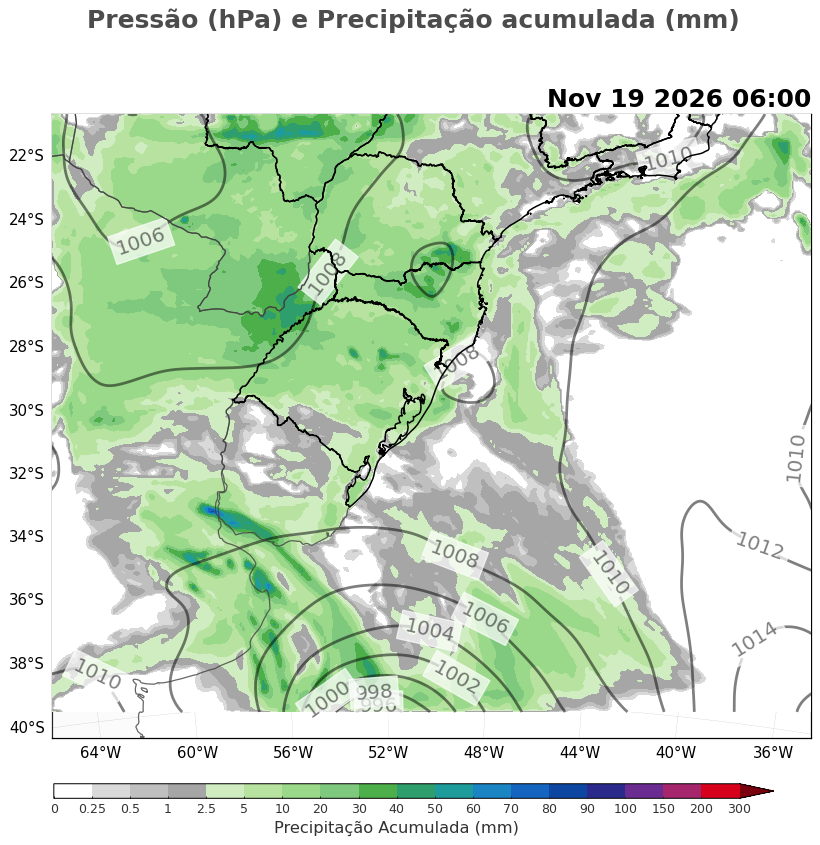 Pressão (hPa) e Precipitação acumulada (mm)
Nov 19 2026 06:00
22°S
24°S
26°S
28°S
30°S
32°S
34°S
36°S
38°S
40°S
1010
1006
1008
1008
1010
1012
1008
1010
1006
1004
1014
1002
1010
1000
998
996
64°W 60°W 56°W 52°W 48°W 44°W 40°W 36°W
0 0.25 0.5 1 2.5 5 10 20 30 40 50 60 70 80 90 100 150 200 300
Precipitação Acumulada (mm)